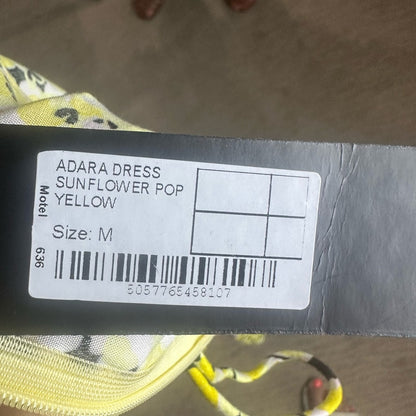 ADARA DRESS
SUNFLOWER POP
YELLOW
Size: M
Motel
636
5057765458107